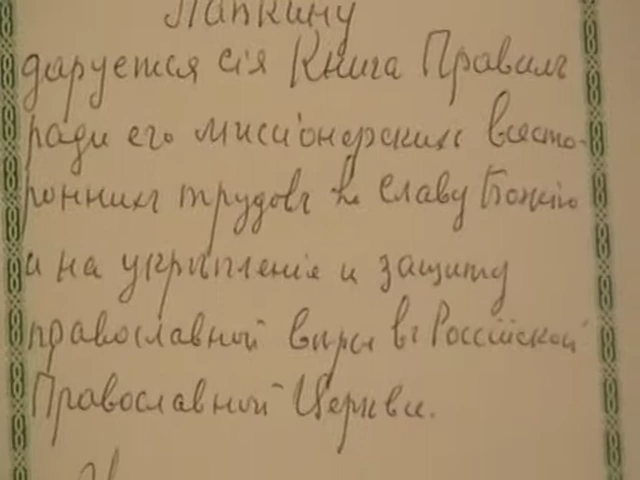 Лапкину
даруется сія Книга Правилъ
ради его миссіонерскихъ всесто-
роннихъ трудовъ въ Славу Божію
и на укрѣпленіе и защиту
православной вѣры въ Россійской
Православной Церкви.